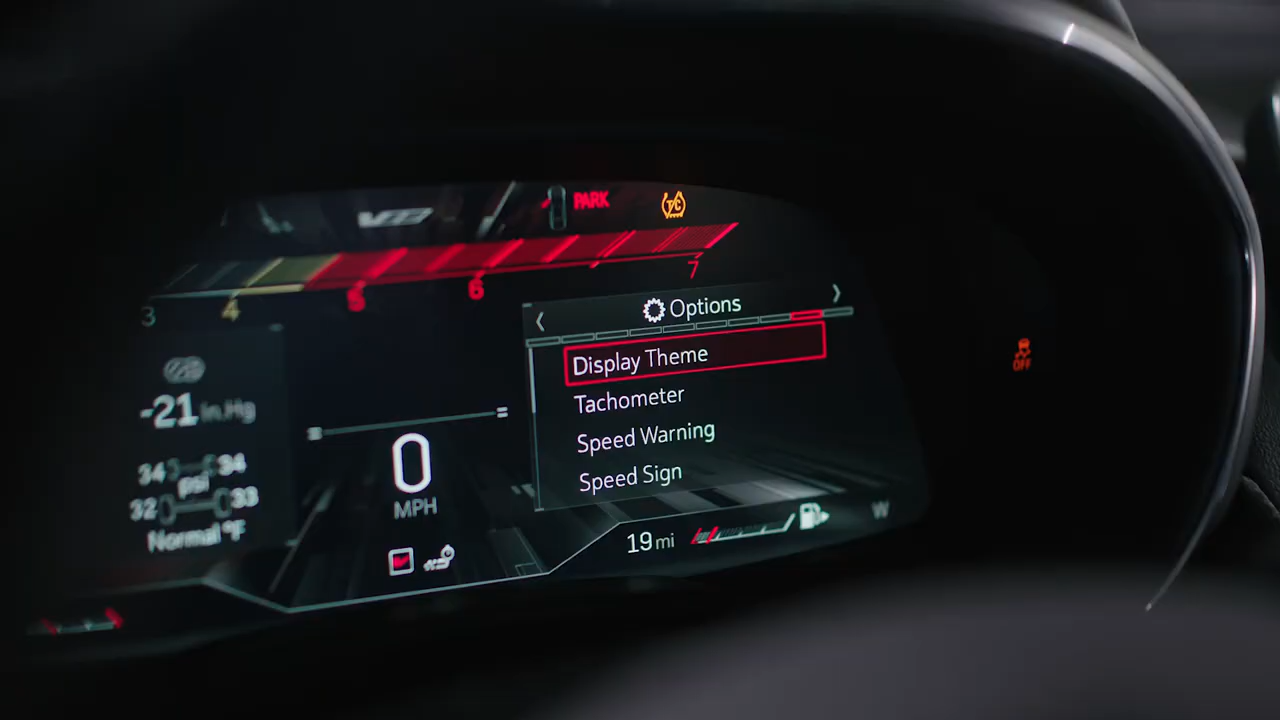 PARK
TC
3 4 5 6 7
Options
Display Theme
Tachometer
Speed Warning
Speed Sign
-21 In.Hg
34 34
psi
32 33
Normal °F
0
MPH
19 mi
W
OFF